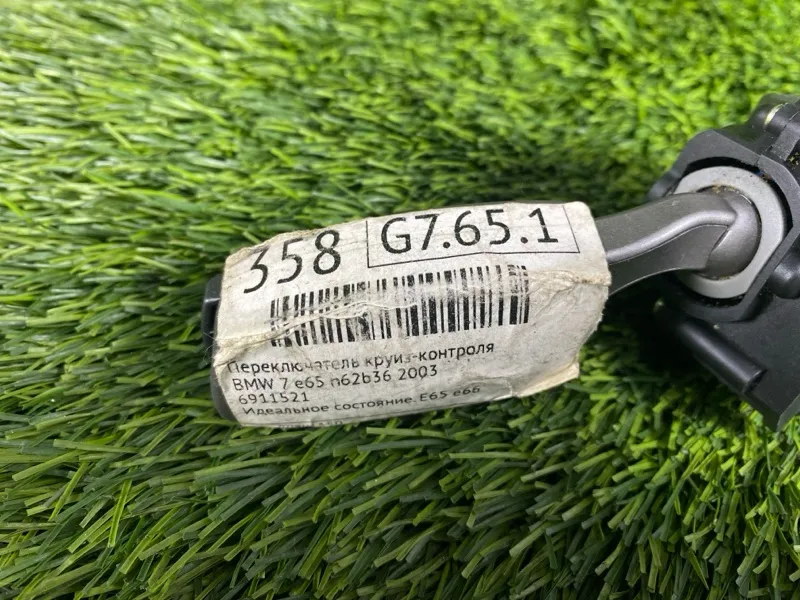 358 G7.65.1
Переключатель круиз-контроля
BMW 7 e65 n62b36 2003
6911521
Идеальное состояние. E65 e66